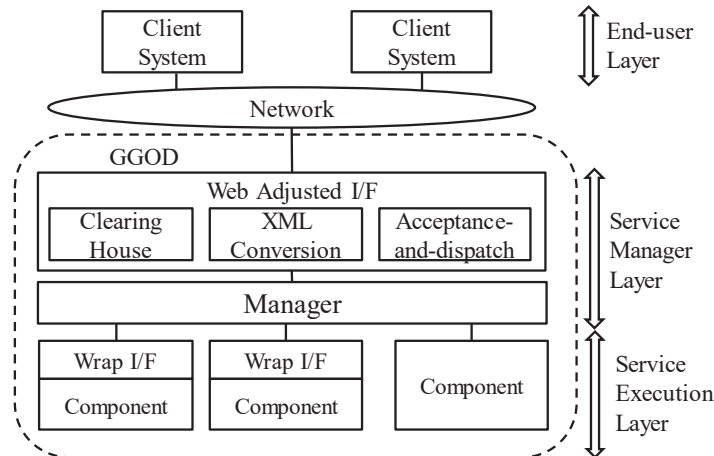 Client
System
Client
System
End-user
Layer
Network
GGOD
Web Adjusted I/F
Clearing
House
XML
Conversion
Acceptance-
and-dispatch
Service
Manager
Layer
Manager
Wrap I/F
Component
Wrap I/F
Component
Component
Service
Execution
Layer